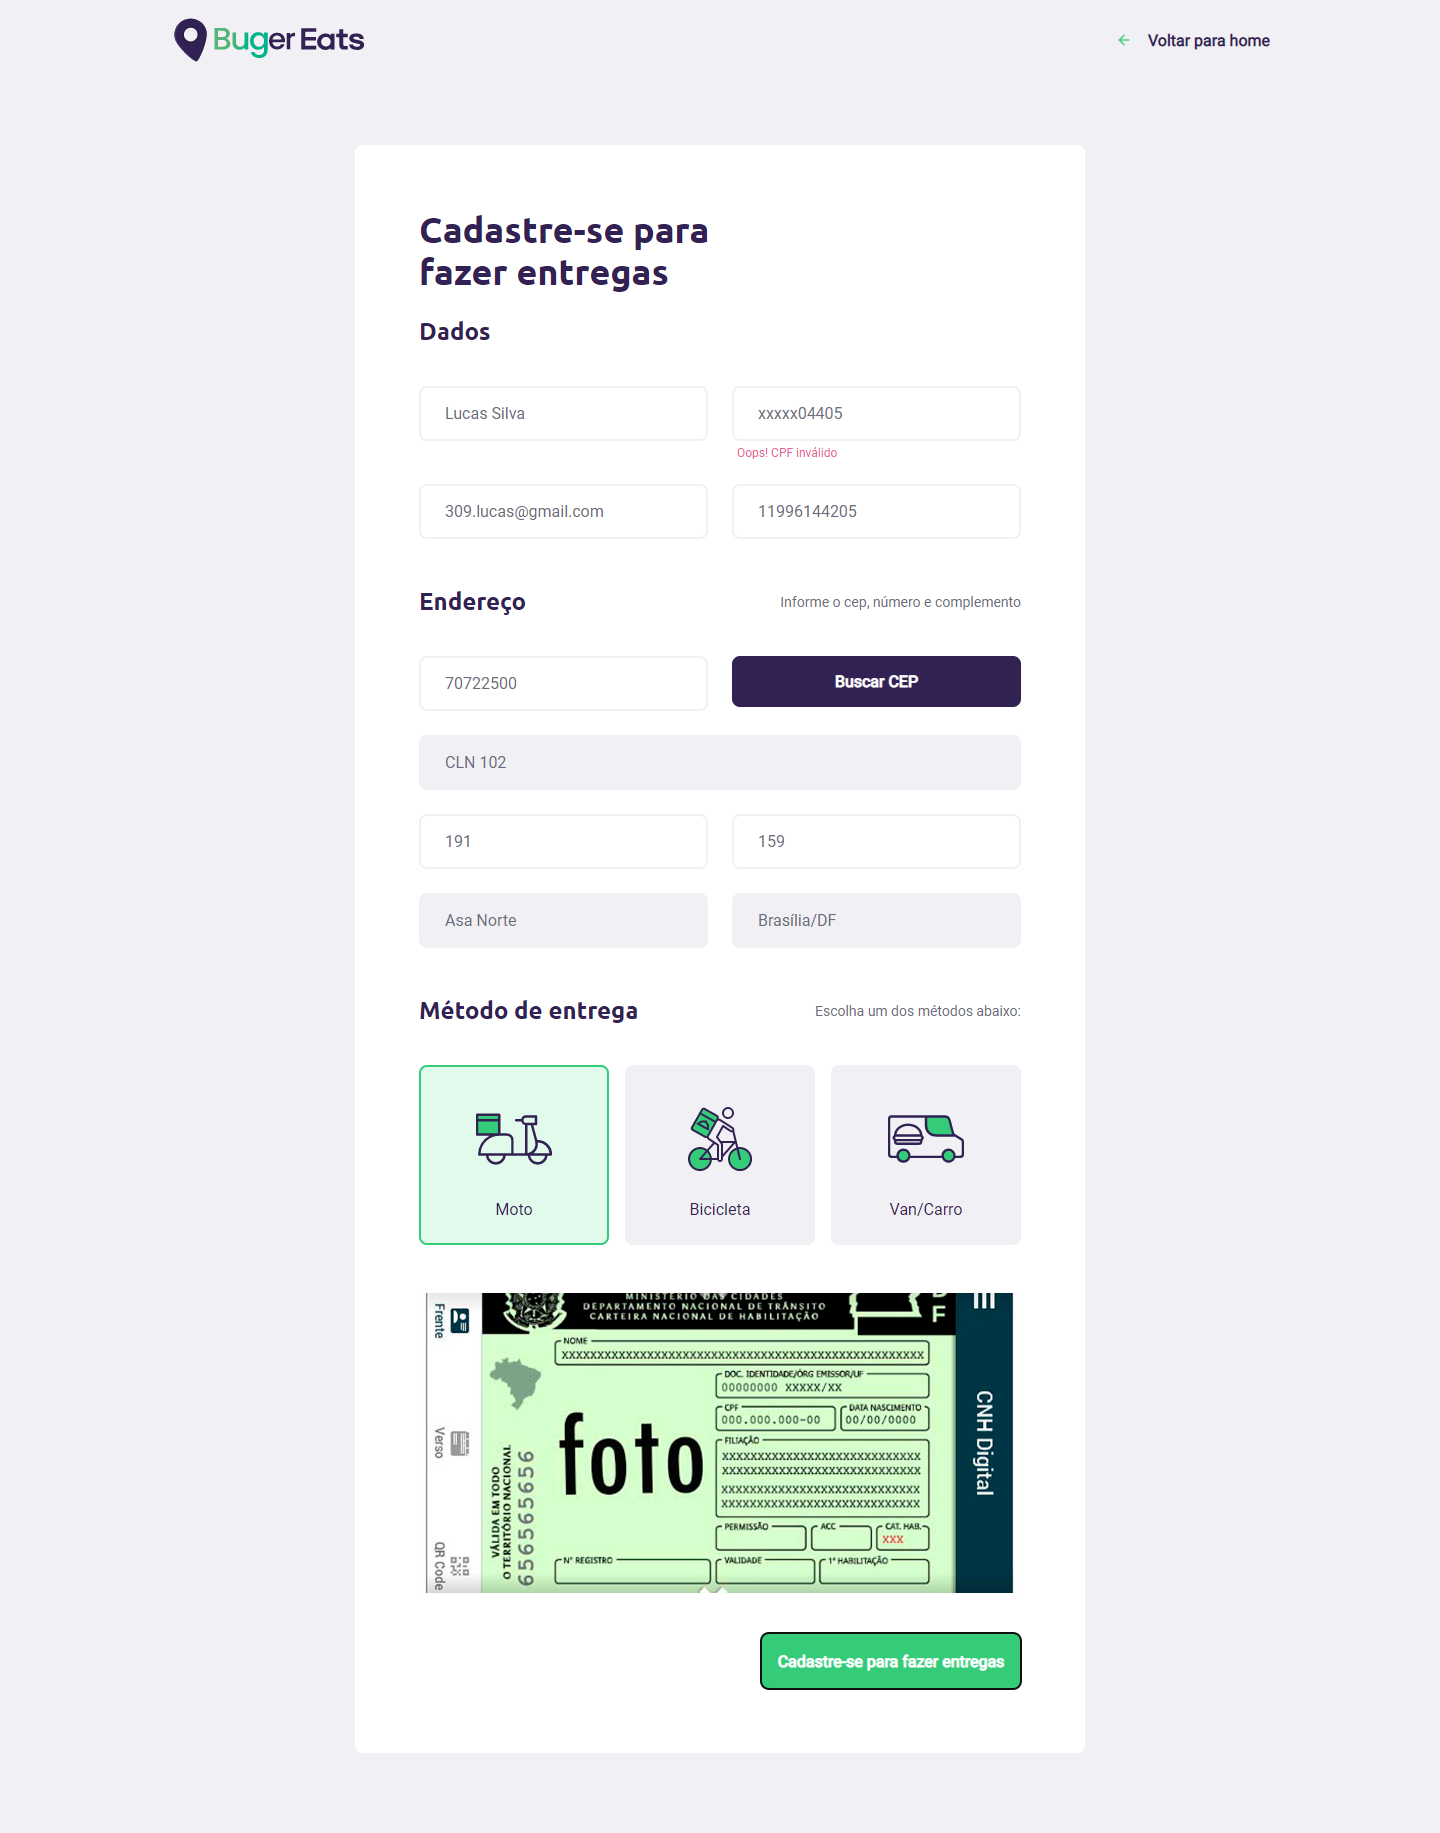 Buger Eats
Voltar para home
Cadastre-se para
fazer entregas
Dados
Lucas Silva
xxxxx04405
Oops! CPF inválido
309.lucas@gmail.com
11996144205
Endereço
Informe o cep, número e complemento
70722500
Buscar CEP
CLN 102
191
159
Asa Norte
Brasília/DF
Método de entrega
Escolha um dos métodos abaixo:
Moto
Bicicleta
Van/Carro
Frente
Verso
QR Code
MINISTÉRIO DAS CIDADES
DEPARTAMENTO NACIONAL DE TRÂNSITO
CARTEIRA NACIONAL DE HABILITAÇÃO
DF
NOME
XXXXXXXXXXXXXXXXXXXXXXXXXXXXXXXXXXXXXXXXXXXXXXXXXXX
DOC. IDENTIDADE/ÓRG EMISSOR/UF
00000000 XXXXX/XX
CPF
000.000.000-00
DATA NASCIMENTO
00/00/0000
FILIAÇÃO
XXXXXXXXXXXXXXXXXXXXXXXXXXXX
XXXXXXXXXXXXXXXXXXXXXXXXXXXX
XXXXXXXXXXXXXXXXXXXXXXXXXXXX
XXXXXXXXXXXXXXXXXXXXXXXXXXXX
foto
VÁLIDA EM TODO
O TERRITÓRIO NACIONAL
6565656565656
PERMISSÃO
ACC
CAT. HAB.
XXX
Nº REGISTRO
VALIDADE
1ª HABILITAÇÃO
CNH Digital
Cadastre-se para fazer entregas